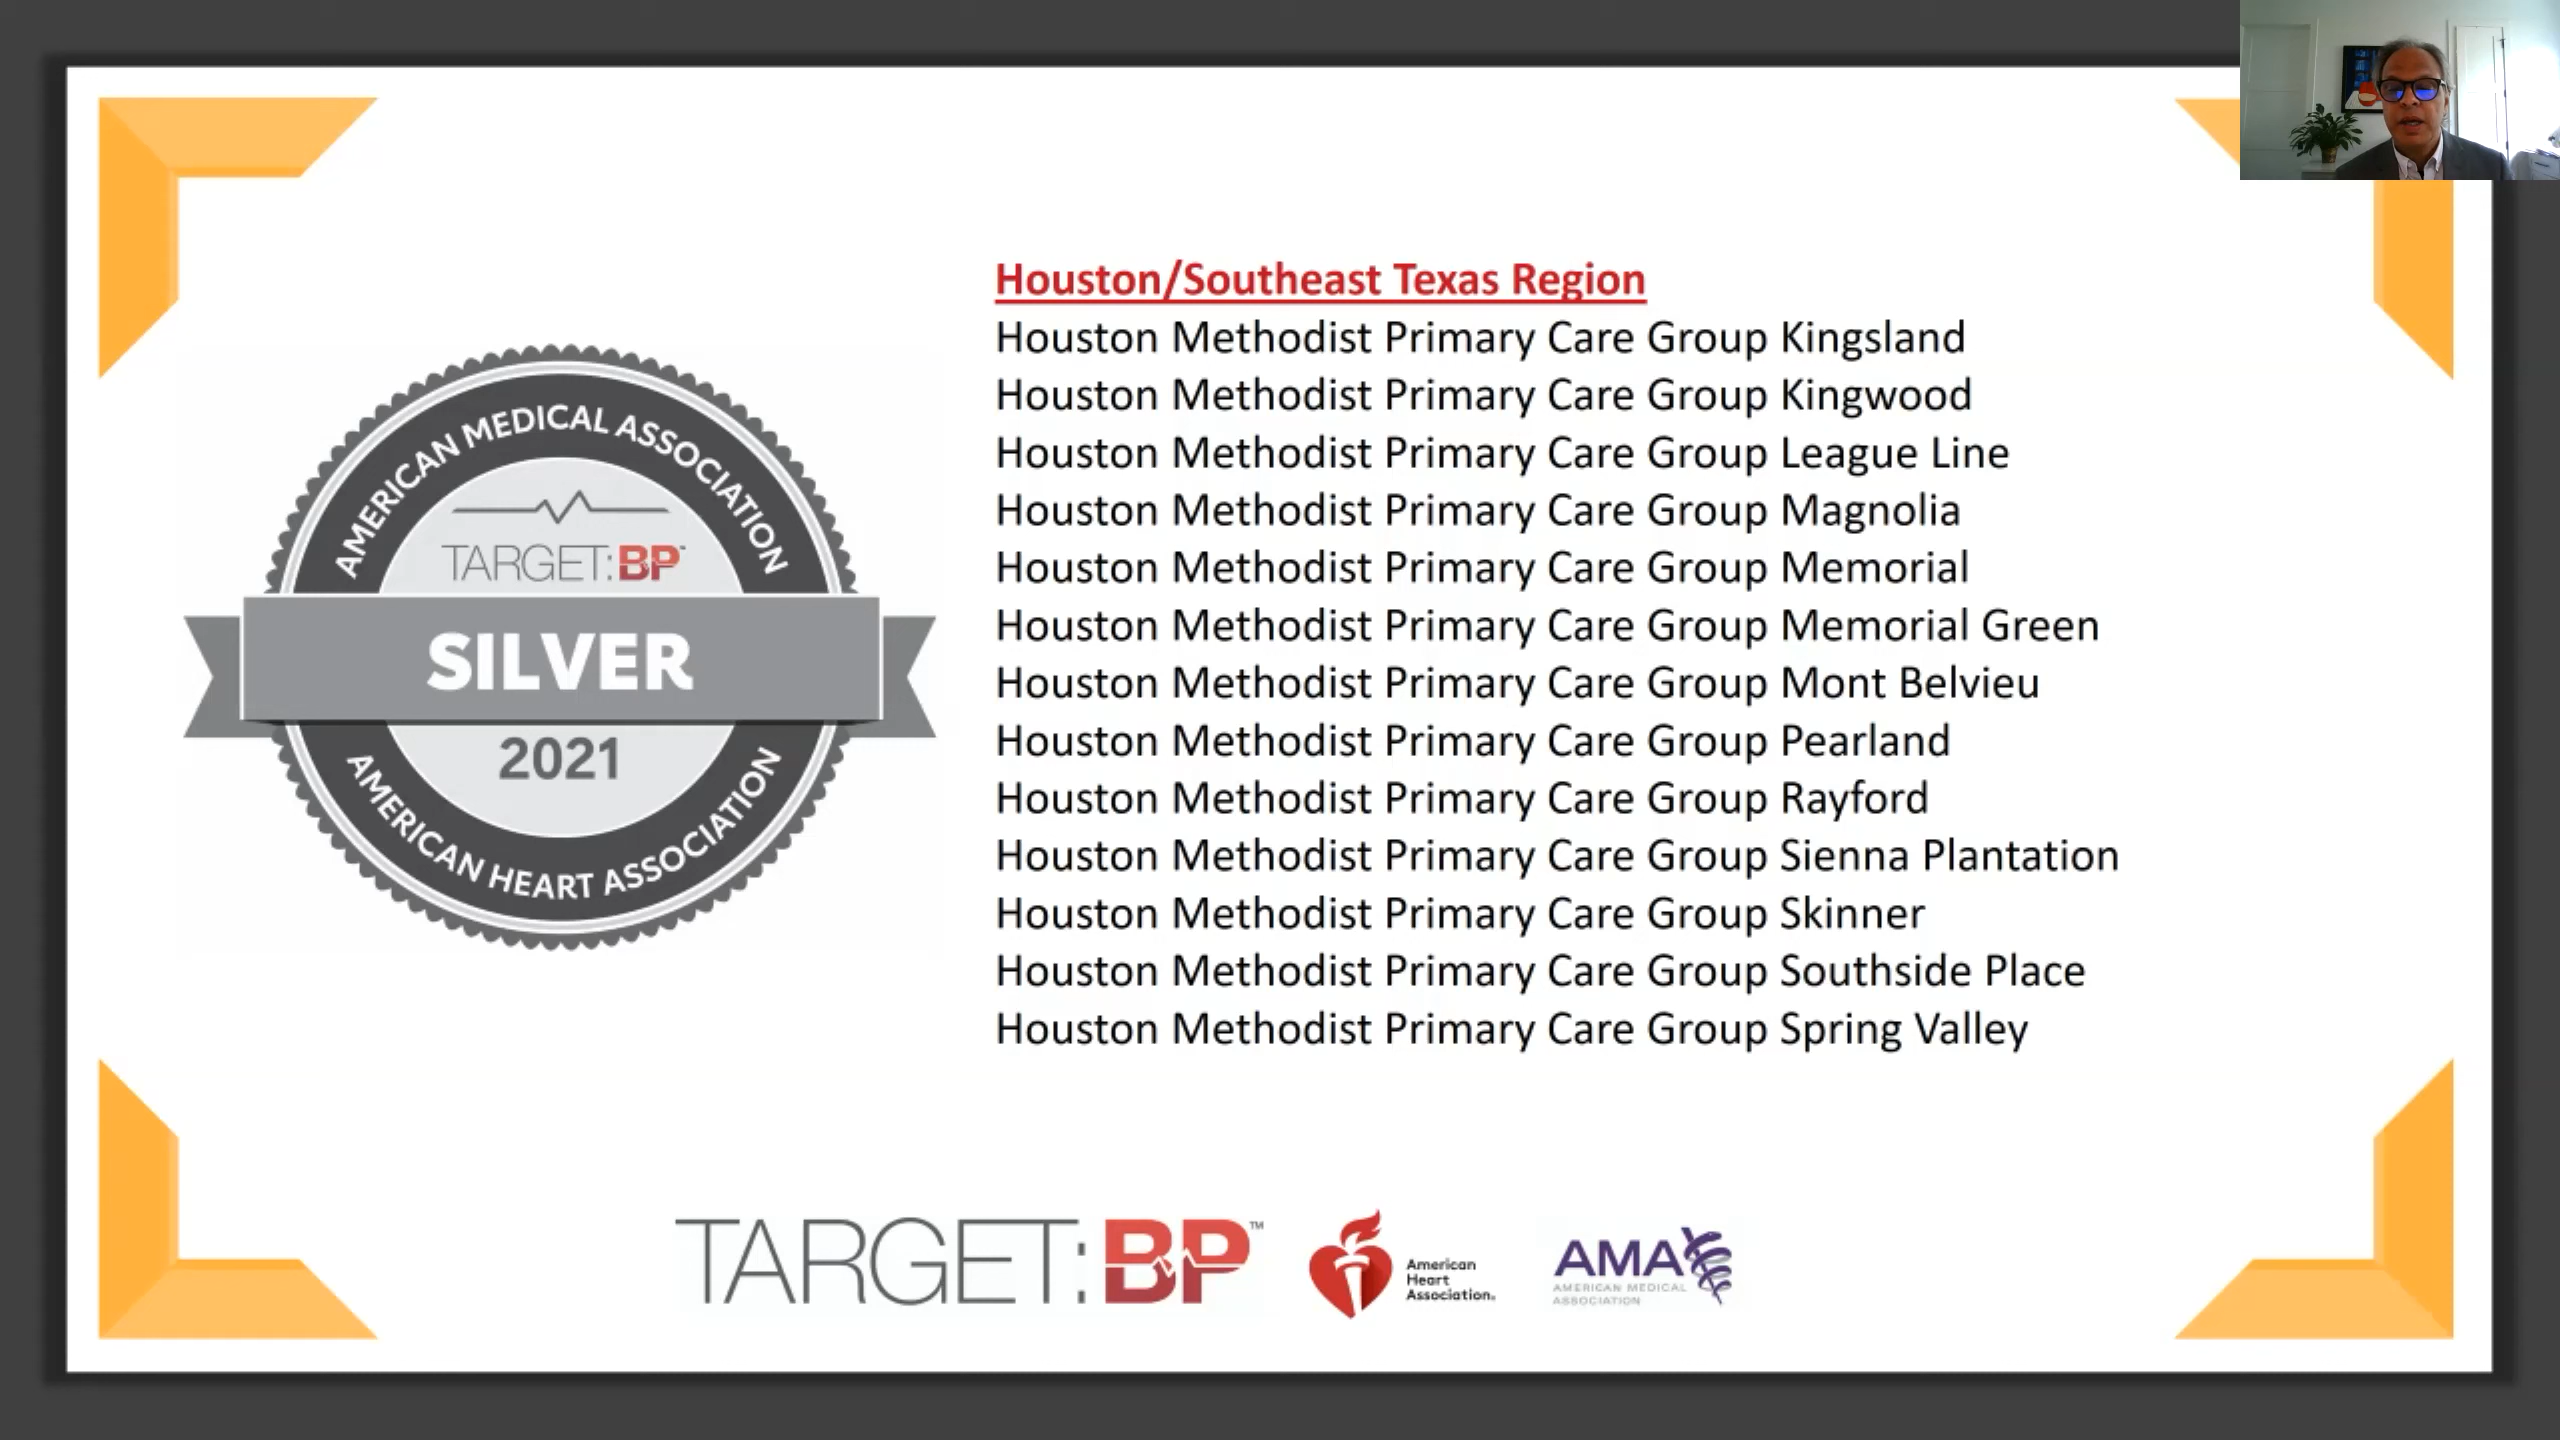 Houston/Southeast Texas Region
Houston Methodist Primary Care Group Kingsland
Houston Methodist Primary Care Group Kingwood
Houston Methodist Primary Care Group League Line
Houston Methodist Primary Care Group Magnolia
Houston Methodist Primary Care Group Memorial
Houston Methodist Primary Care Group Memorial Green
Houston Methodist Primary Care Group Mont Belvieu
Houston Methodist Primary Care Group Pearland
Houston Methodist Primary Care Group Rayford
Houston Methodist Primary Care Group Sienna Plantation
Houston Methodist Primary Care Group Skinner
Houston Methodist Primary Care Group Southside Place
Houston Methodist Primary Care Group Spring Valley
AMERICAN MEDICAL ASSOCIATION
TARGET:BP™
SILVER
2021
AMERICAN HEART ASSOCIATION
TARGET:BP™
American
Heart
Association®
AMA
AMERICAN MEDICAL
ASSOCIATION